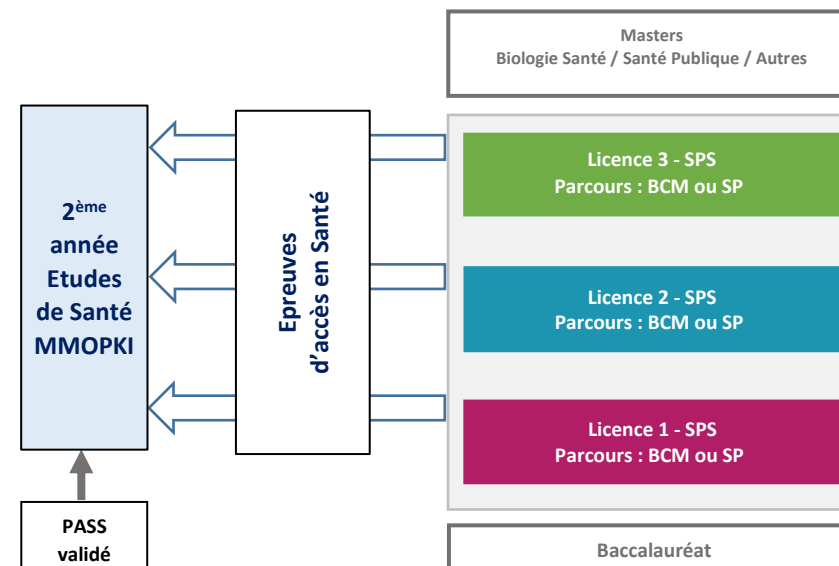 Masters
Biologie Santé / Santé Publique / Autres
2ème
année
Etudes
de Santé
MMOPKI
Epreuves
d'accès en Santé
Licence 3 - SPS
Parcours : BCM ou SP
Licence 2 - SPS
Parcours : BCM ou SP
Licence 1 - SPS
Parcours : BCM ou SP
PASS
validé
Baccalauréat